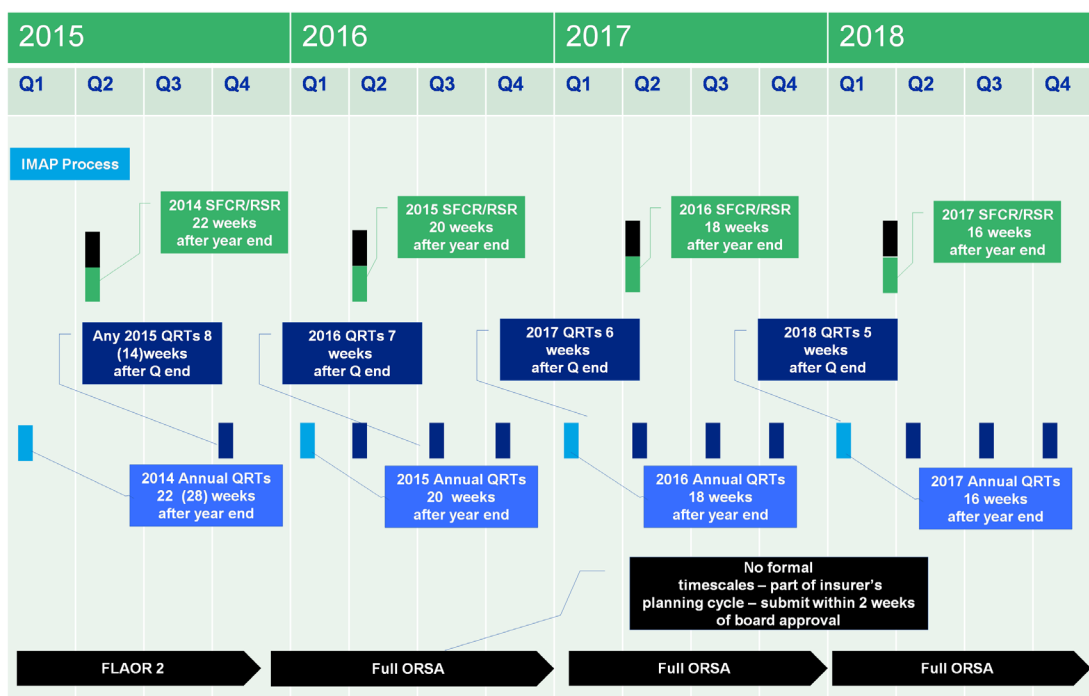 2015
2016
2017
2018
Q1 Q2 Q3 Q4
Q1 Q2 Q3 Q4
Q1 Q2 Q3 Q4
Q1 Q2 Q3 Q4
IMAP Process
2014 SFCR/RSR
22 weeks
after year end
2015 SFCR/RSR
20 weeks
after year end
2016 SFCR/RSR
18 weeks
after year end
2017 SFCR/RSR
16 weeks
after year end
Any 2015 QRTs 8
(14)weeks
after Q end
2016 QRTs 7
weeks
after Q end
2017 QRTs 6
weeks
after Q end
2018 QRTs 5
weeks
after Q end
2014 Annual QRTs
22 (28) weeks
after year end
2015 Annual QRTs
20 weeks
after year end
2016 Annual QRTs
18 weeks
after year end
2017 Annual QRTs
16 weeks
after year end
No formal
timescales – part of insurer's
planning cycle – submit within 2 weeks
of board approval
FLAOR 2
Full ORSA
Full ORSA
Full ORSA